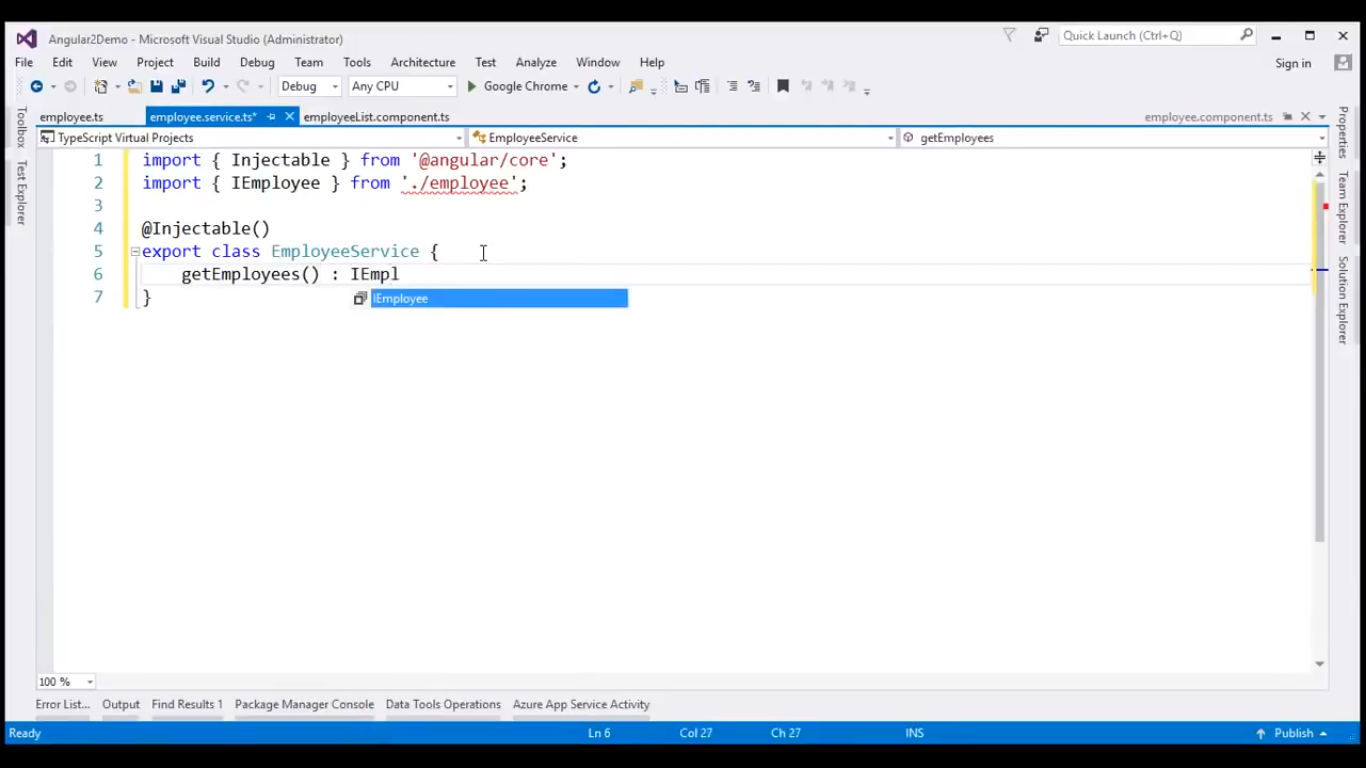 Angular2Demo - Microsoft Visual Studio (Administrator)
Quick Launch (Ctrl+Q)
File Edit View Project Build Debug Team Tools Architecture Test Analyze Window Help
Sign in
Debug Any CPU Google Chrome
employee.ts employee.service.ts* employeeList.component.ts employee.component.ts
TypeScript Virtual Projects EmployeeService getEmployees
1 import { Injectable } from '@angular/core';
2 import { IEmployee } from './employee';
3
4 @Injectable()
5 export class EmployeeService {
6 getEmployees() : IEmpl
IEmployee
7 }
Toolbox
Test Explorer
Properties
Team Explorer
Solution Explorer
100 %
Error List... Output Find Results 1 Package Manager Console Data Tools Operations Azure App Service Activity
Ready Ln 6 Col 27 Ch 27 INS Publish